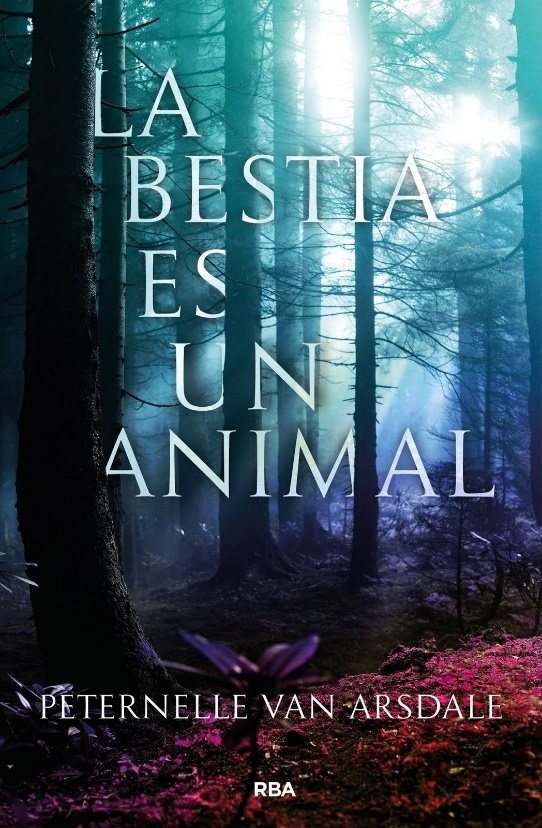 LA
BESTIA
ES
UN
ANIMAL
PETERNELLE VAN ARSDALE
RBA